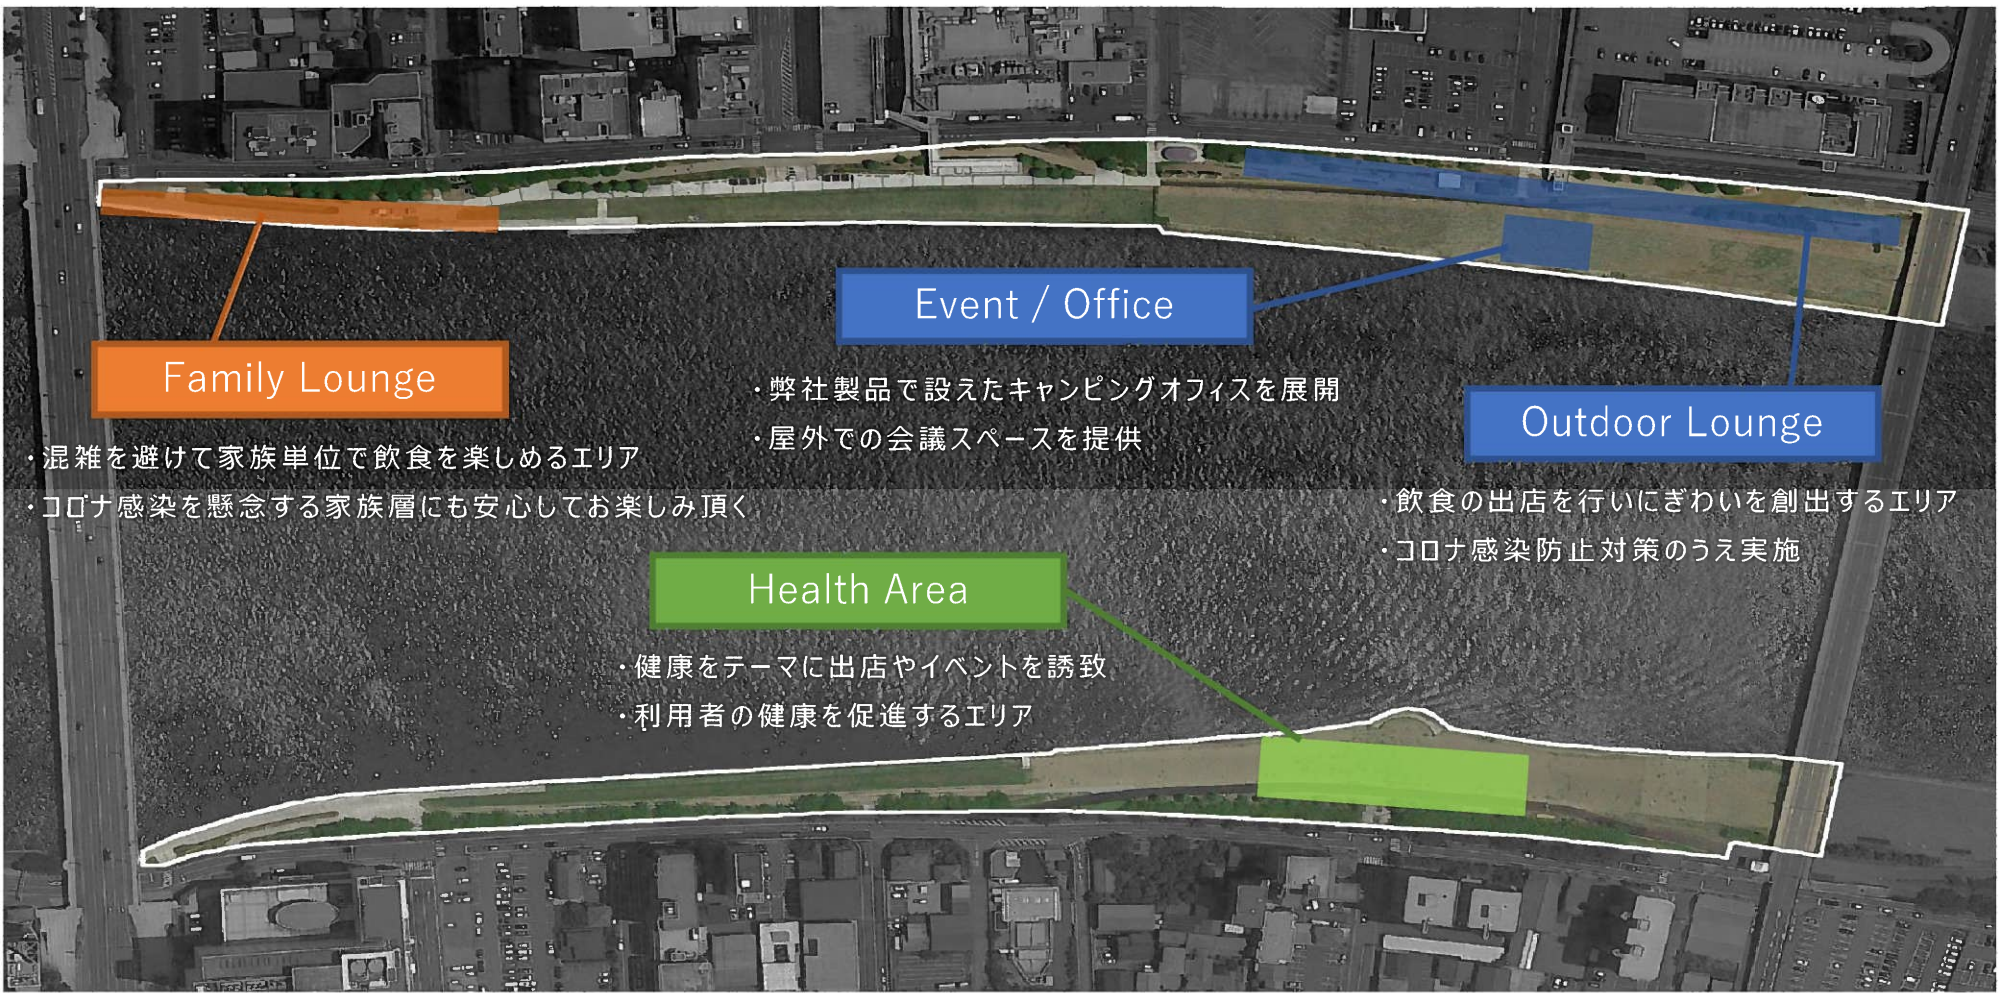 Family Lounge
・混雑を避けて家族単位で飲食を楽しめるエリア
・コロナ感染を懸念する家族層にも安心してお楽しみ頂く
Event / Office
・弊社製品で設えたキャンピングオフィスを展開
・屋外での会議スペースを提供
Outdoor Lounge
・飲食の出店を行いにぎわいを創出するエリア
・コロナ感染防止対策のうえ実施
Health Area
・健康をテーマに出店やイベントを誘致
・利用者の健康を促進するエリア